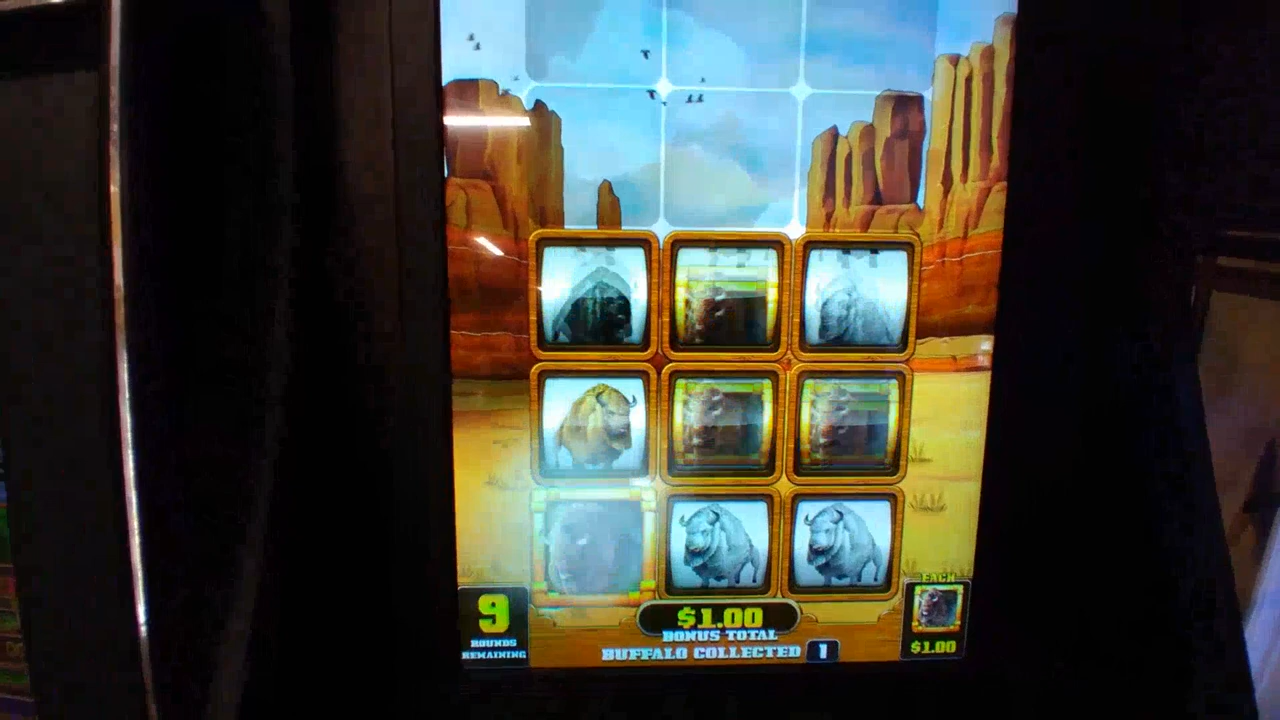 9
ROUNDS
REMAINING
$1.00
BONUS TOTAL
BUFFALO COLLECTED 1
EACH
$1.00